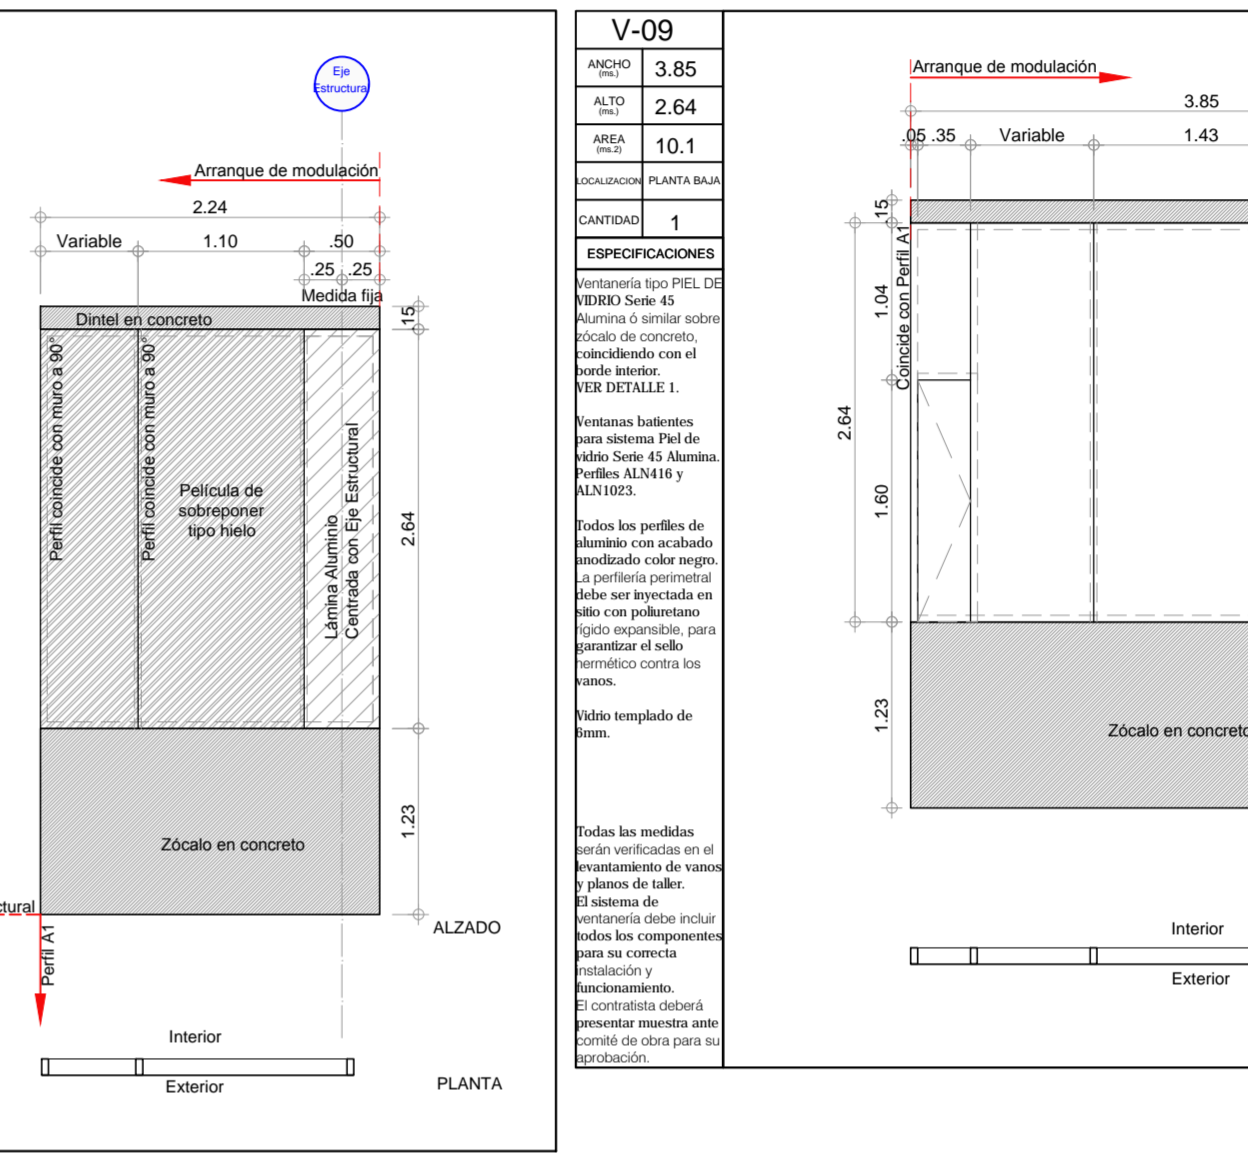 Eje
Estructural
Arranque de modulación
2.24
Variable
1.10
.50
.25
.25
Medida fija
Dintel en concreto
.15
Perfil coincide con muro a 90°
Perfil coincide con muro a 90°
Película de
sobreponer
tipo hielo
Lámina Aluminio
Centrada con Eje Estructural
2.64
1.23
Zócalo en concreto
ctural
Perfil A1
ALZADO
Interior
Exterior
PLANTA
V-09
ANCHO
(ms.)
3.85
ALTO
(ms.)
2.64
AREA
(ms.2)
10.1
LOCALIZACION
PLANTA BAJA
CANTIDAD
1
ESPECIFICACIONES
Ventanería tipo PIEL DE
VIDRIO Serie 45
Alumina ó similar sobre
zócalo de concreto,
coincidiendo con el
borde interior.
VER DETALLE 1.
Ventanas batientes
para sistema Piel de
vidrio Serie 45 Alumina.
Perfiles ALN416 y
ALN1023.
Todos los perfiles de
aluminio con acabado
anodizado color negro.
La perfilería perimetral
debe ser inyectada en
sitio con poliuretano
rígido expansible, para
garantizar el sello
hermético contra los
vanos.
Vidrio templado de
6mm.
Todas las medidas
serán verificadas en el
levantamiento de vanos
y planos de taller.
El sistema de
ventanería debe incluir
todos los componentes
para su correcta
instalación y
funcionamiento.
El contratista deberá
presentar muestra ante
comité de obra para su
aprobación.
Arranque de modulación
3.85
.05
.35
Variable
1.43
.15
Coincide con Perfil A1
1.04
2.64
1.60
1.23
Zócalo en concreto
Interior
Exterior